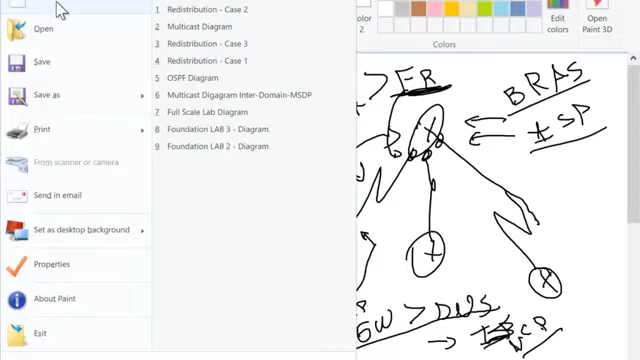 1 Redistribution - Case 2
2 Multicast Diagram
Open
3 Redistribution - Case 3
Save
4 Redistribution - Case 1
5 OSPF Diagram
Save as
6 Multicast Digagram Inter-Domain-MSDP
7 Full Scale Lab Diagram
Print
8 Foundation LAB 3 - Diagram
9 Foundation LAB 2 - Diagram
From scanner or camera
Send in email
Set as desktop background
Properties
About Paint
Exit
Color
2
Edit
colors
Open
Paint 3D
Colors
> FR
BRAS
ISP
GW > DNS